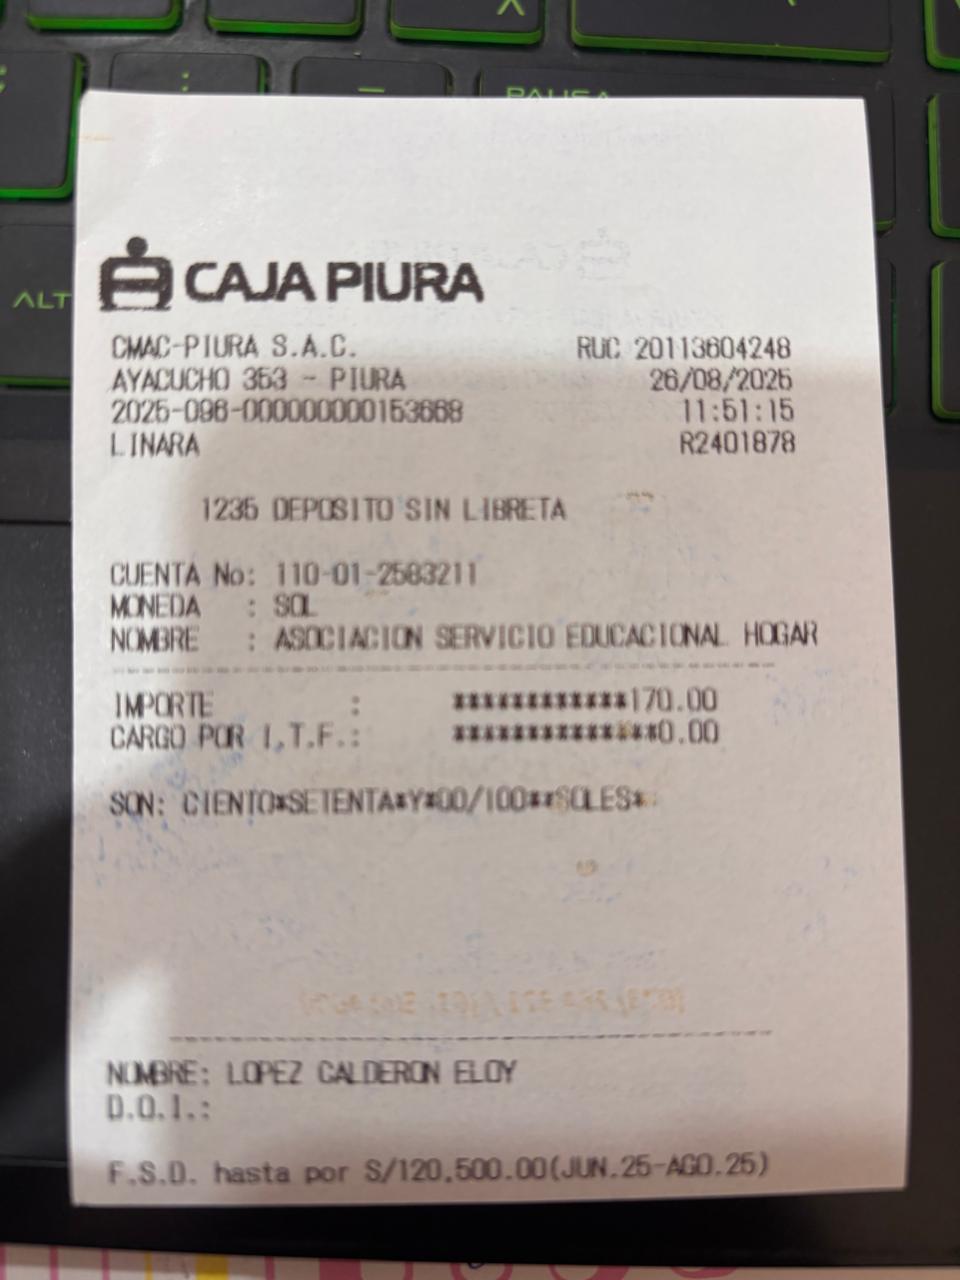 PAUSA
ALT
CAJA PIURA
CMAC-PIURA S.A.C. RUC 20113604248
AYACUCHO 353 - PIURA 26/08/2025
2025-096-000000000153668 11:51:15
LINARA R2401878
1235 DEPOSITO SIN LIBRETA
CUENTA No: 110-01-2583211
MONEDA : SOL
NOMBRE : ASOCIACION SERVICIO EDUCACIONAL HOGAR
IMPORTE : ************170.00
CARGO POR I.T.F.: **************0.00
SON: CIENTO*SETENTA*Y*00/100**SOLES*
NOMBRE: LOPEZ CALDERON ELOY
D.O.I.:
F.S.D. hasta por S/120,500.00(JUN.25-AGO.25)